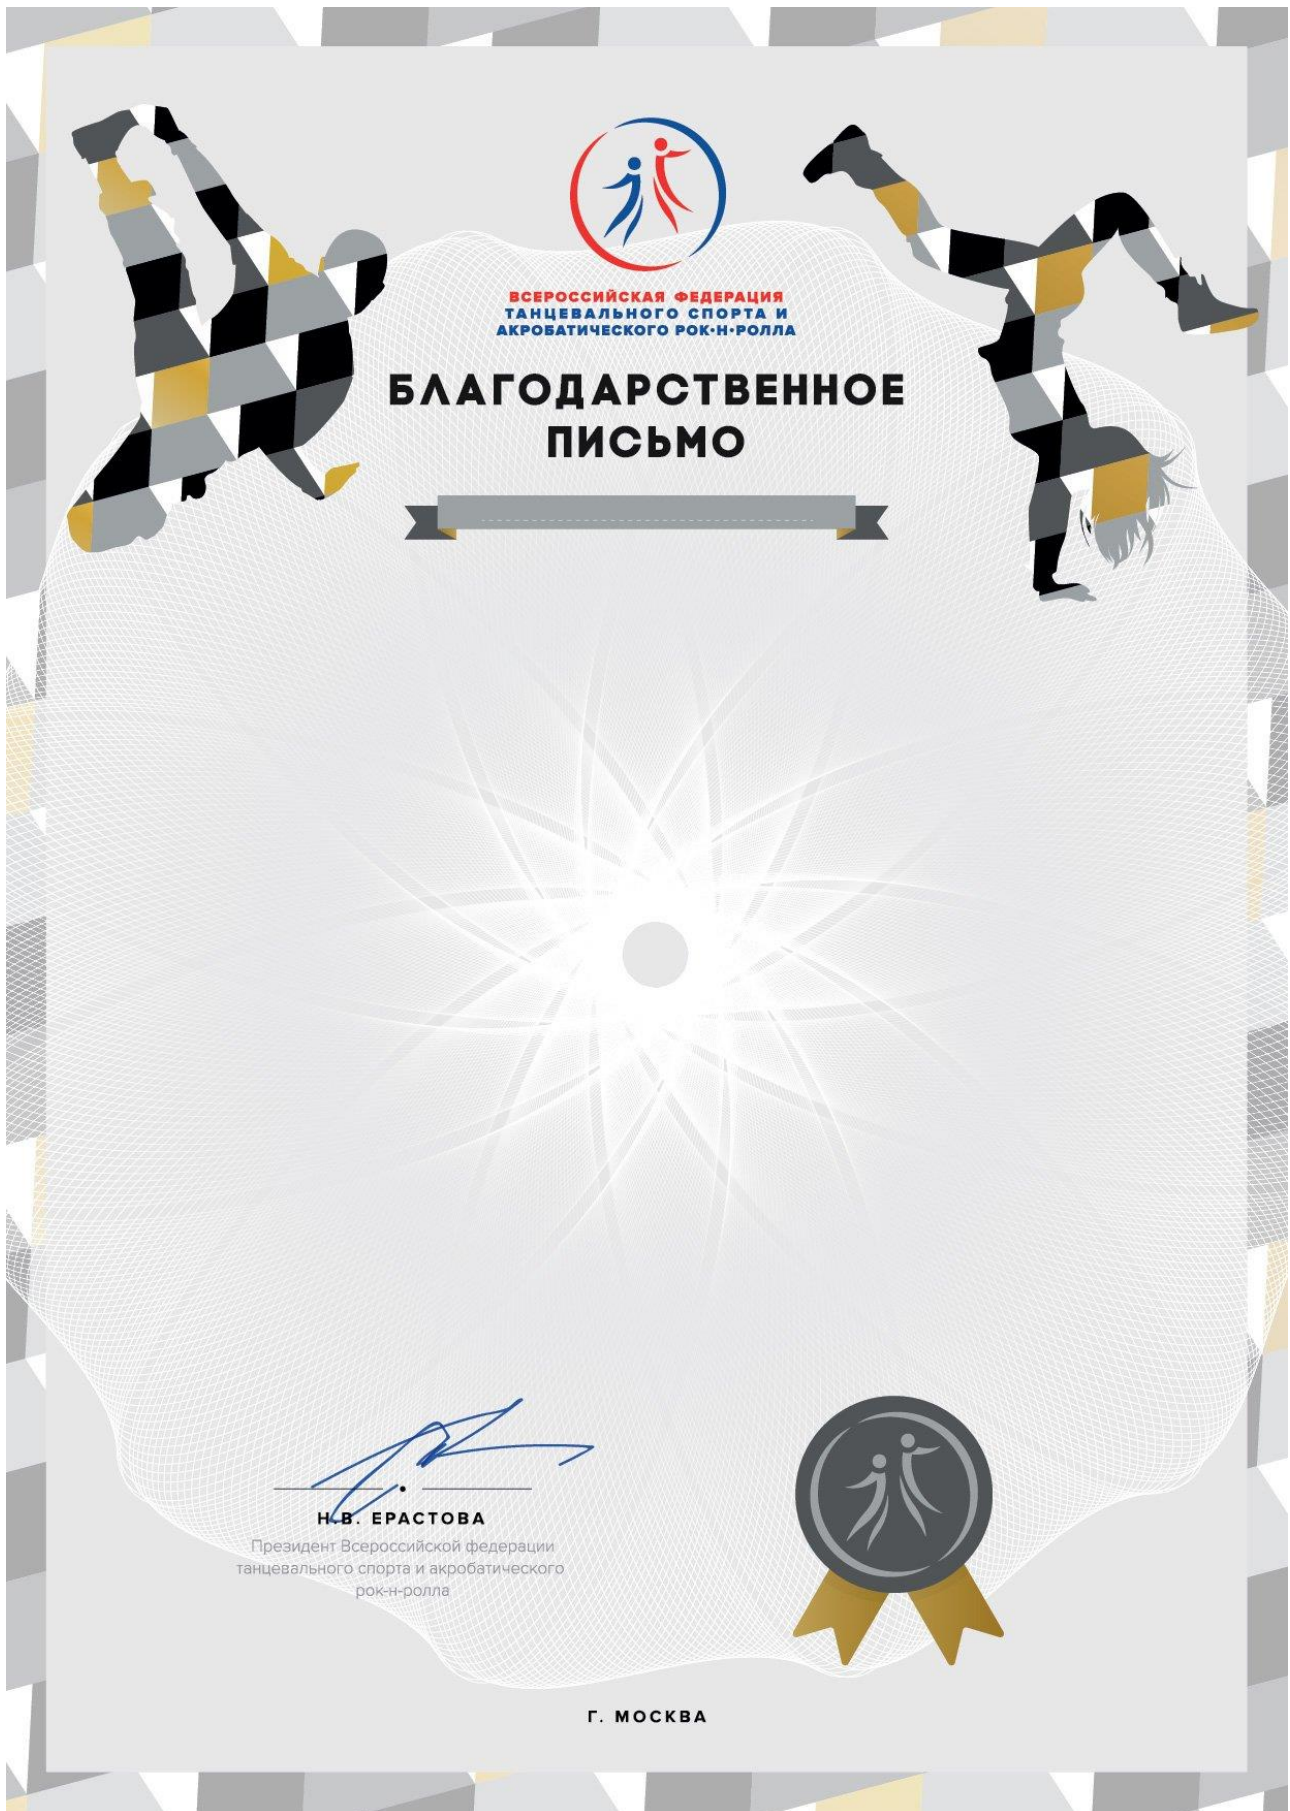 ВСЕРОССИЙСКАЯ ФЕДЕРАЦИЯ
ТАНЦЕВАЛЬНОГО СПОРТА И
АКРОБАТИЧЕСКОГО РОК-Н-РОЛЛА
БЛАГОДАРСТВЕННОЕ
ПИСЬМО
Н.В. ЕРАСТОВА
Президент Всероссийской федерации
танцевального спорта и акробатического
рок-н-ролла
Г. МОСКВА